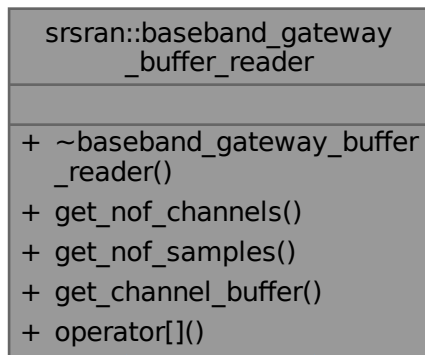 srsran::baseband_gateway
_buffer_reader
+ ~baseband_gateway_buffer
_reader()
+ get_nof_channels()
+ get_nof_samples()
+ get_channel_buffer()
+ operator[]()